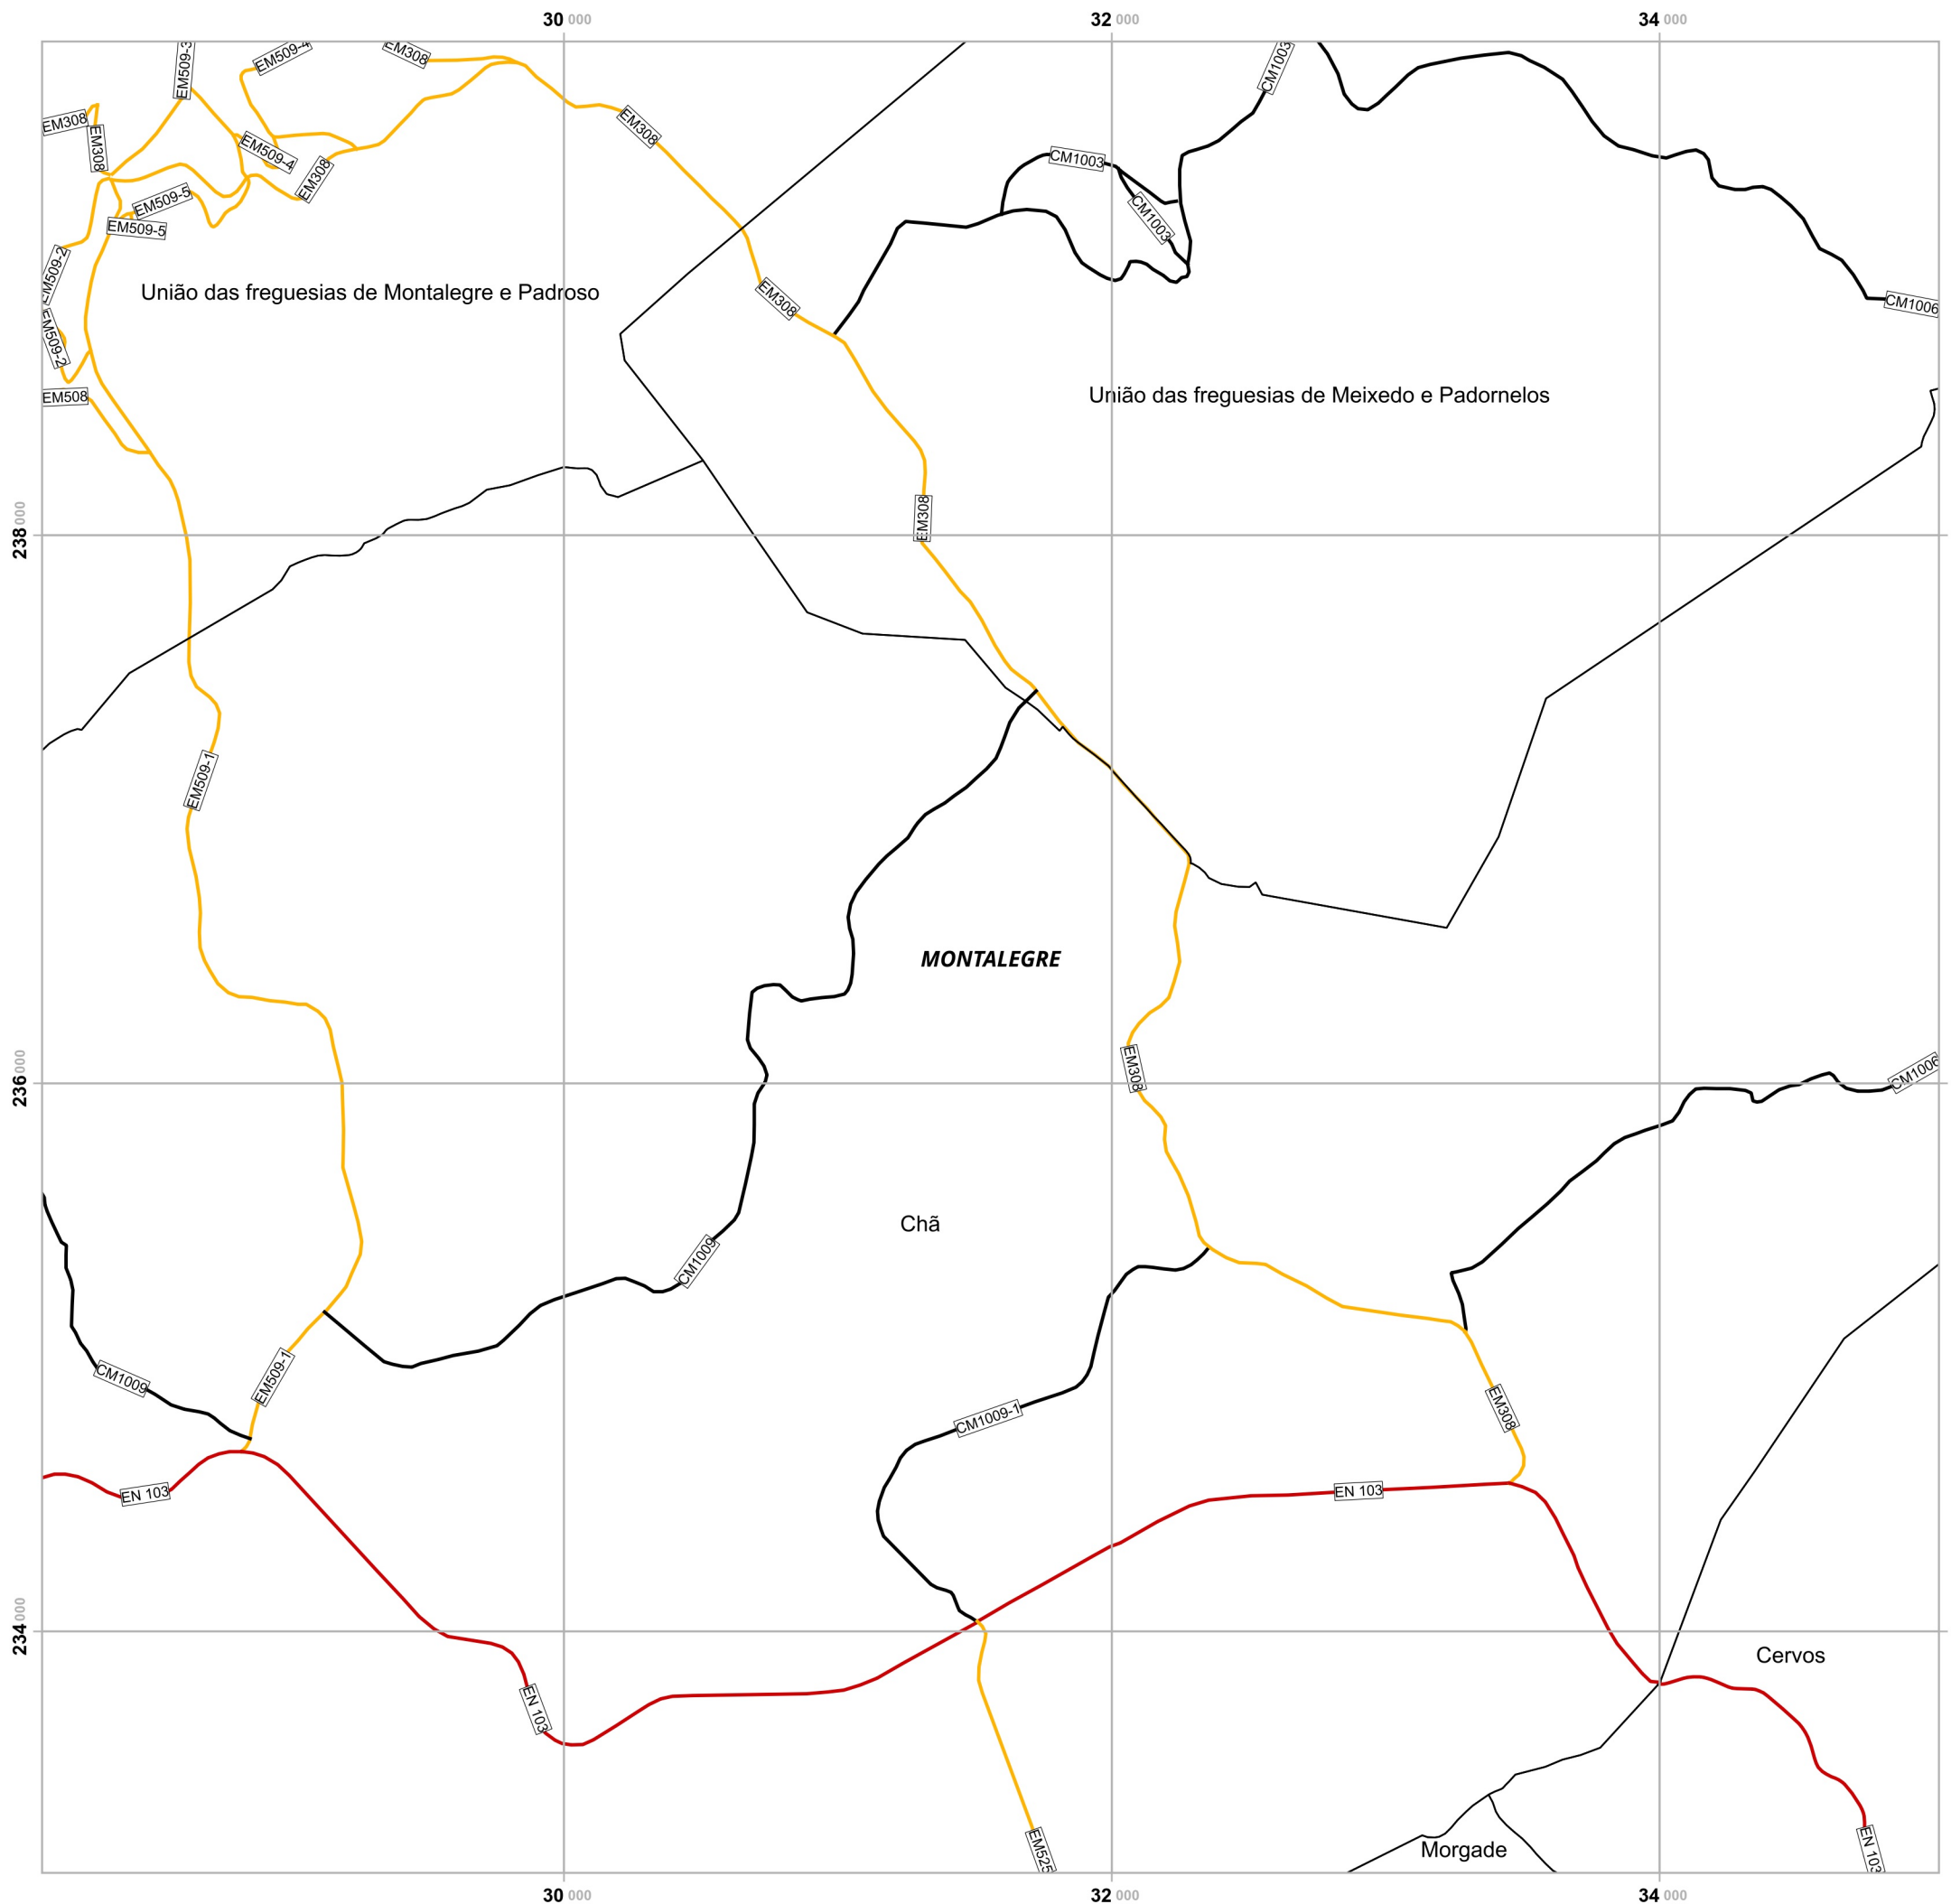 30 000
32 000
34 000
EM509-3
EM509-4
EM308
CM1003
EM308
EM308
EM308
EM509-4
EM308
CM1003
EM509-5
CM1003
EM509-5
EM509-2
União das freguesias de Montalegre e Padroso
EM308
CM1006
EM509-2
EM508
União das freguesias de Meixedo e Padornelos
238 000
EM308
EM509-1
MONTALEGRE
236 000
EM308
CM1006
Chã
CM1009
CM1009
EM509-1
CM1009-1
EM308
EN 103
EN 103
234 000
Cervos
EN 103
EM525
Morgade
EN 103
30 000
32 000
34 000